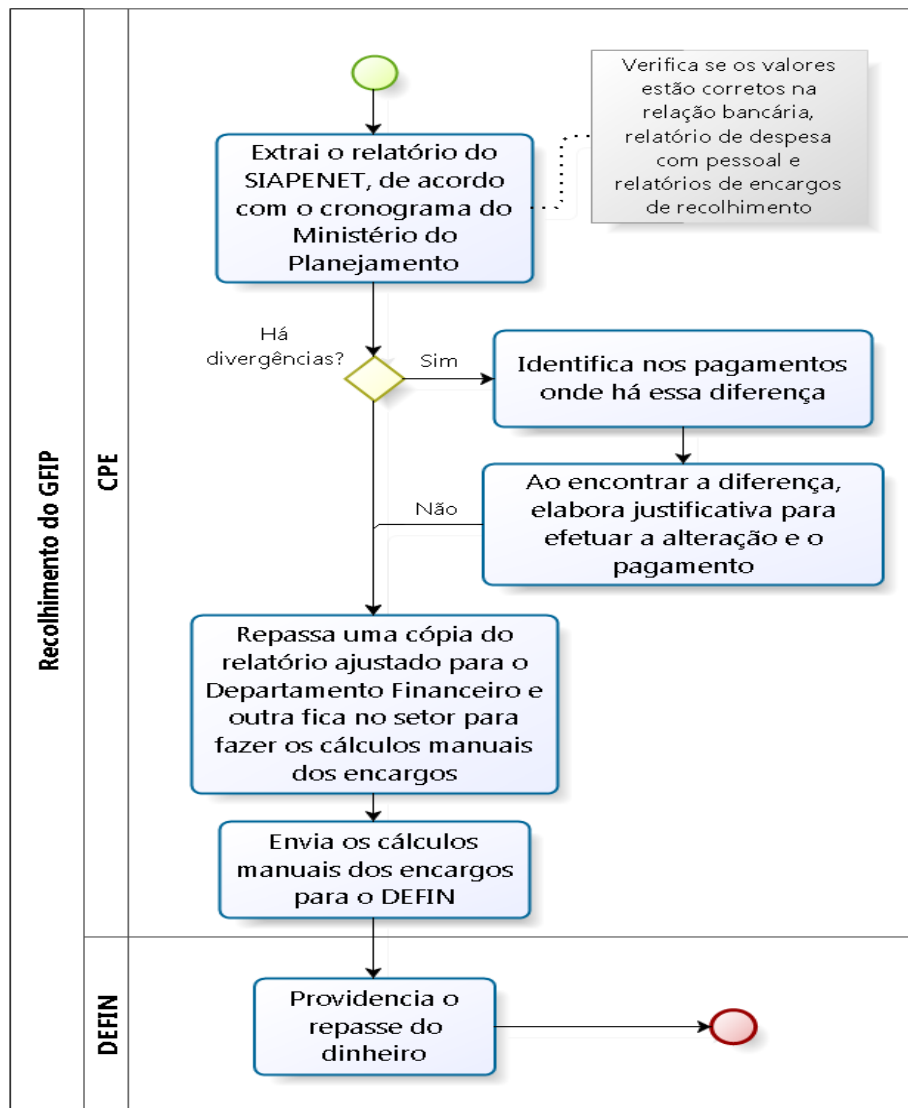 Recolhimento do GFIP
CPE
Extrai o relatório do
SIAPENET, de acordo
com o cronograma do
Ministério do
Planejamento
Verifica se os valores
estão corretos na
relação bancária,
relatório de despesa
com pessoal e
relatórios de encargos
de recolhimento
Há
divergências?
Sim
Identifica nos pagamentos
onde há essa diferença
Não
Ao encontrar a diferença,
elabora justificativa para
efetuar a alteração e o
pagamento
Repassa uma cópia do
relatório ajustado para o
Departamento Financeiro e
outra fica no setor para
fazer os cálculos manuais
dos encargos
Envia os cálculos
manuais dos encargos
para o DEFIN
DEFIN
Providencia o
repasse do
dinheiro